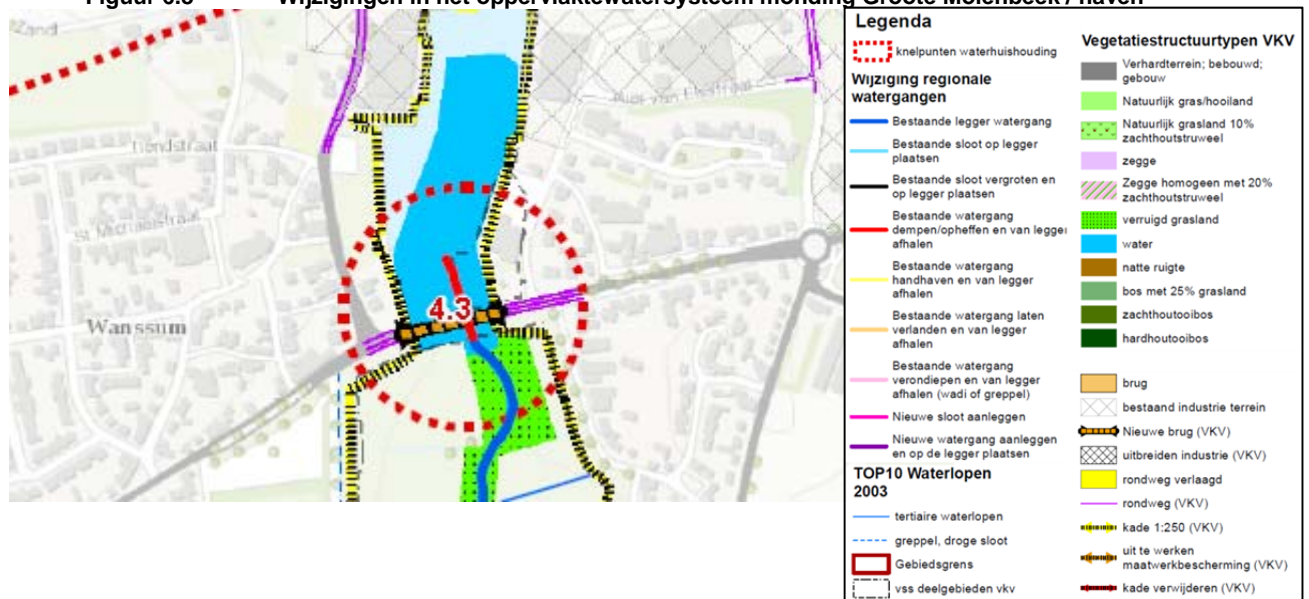 Figuur 6.8 Wijzigingen in het oppervlaktewatersysteem monding Groote Molenbeek / haven
Zand
Tiendstraat
St Michielstraat
Wanssum
4.3
Legenda
knelpunten waterhuishouding
Wijziging regionale
watergangen
Bestaande legger watergang
Bestaande sloot op legger
plaatsen
Bestaande sloot vergroten en
op legger plaatsen
Bestaande watergang
dempen/opheffen en van legger
afhalen
Bestaande watergang
handhaven en van legger
afhalen
Bestaande watergang laten
verlanden en van legger
afhalen
Bestaande watergang
verondiepen en van legger
afhalen (wadi of greppel)
Nieuwe sloot aanleggen
Nieuwe watergang aanleggen
en op de legger plaatsen
TOP10 Waterlopen
2003
tertiaire waterlopen
greppel, droge sloot
Gebiedsgrens
vss deelgebieden vkv
Vegetatiestructuurtypen VKV
Verhardterrein; bebouwd;
gebouw
Natuurlijk gras/hooiland
Natuurlijk grasland 10%
zachthoutstruweel
zegge
Zegge homogeen met 20%
zachthoutstruweel
verruigd grasland
water
natte ruigte
bos met 25% grasland
zachthoutooibos
hardhoutooibos
brug
bestaand industrie terrein
Nieuwe brug (VKV)
uitbreiden industrie (VKV)
rondweg verlaagd
rondweg (VKV)
kade 1:250 (VKV)
uit te werken
maatwerkbescherming (VKV)
kade verwijderen (VKV)